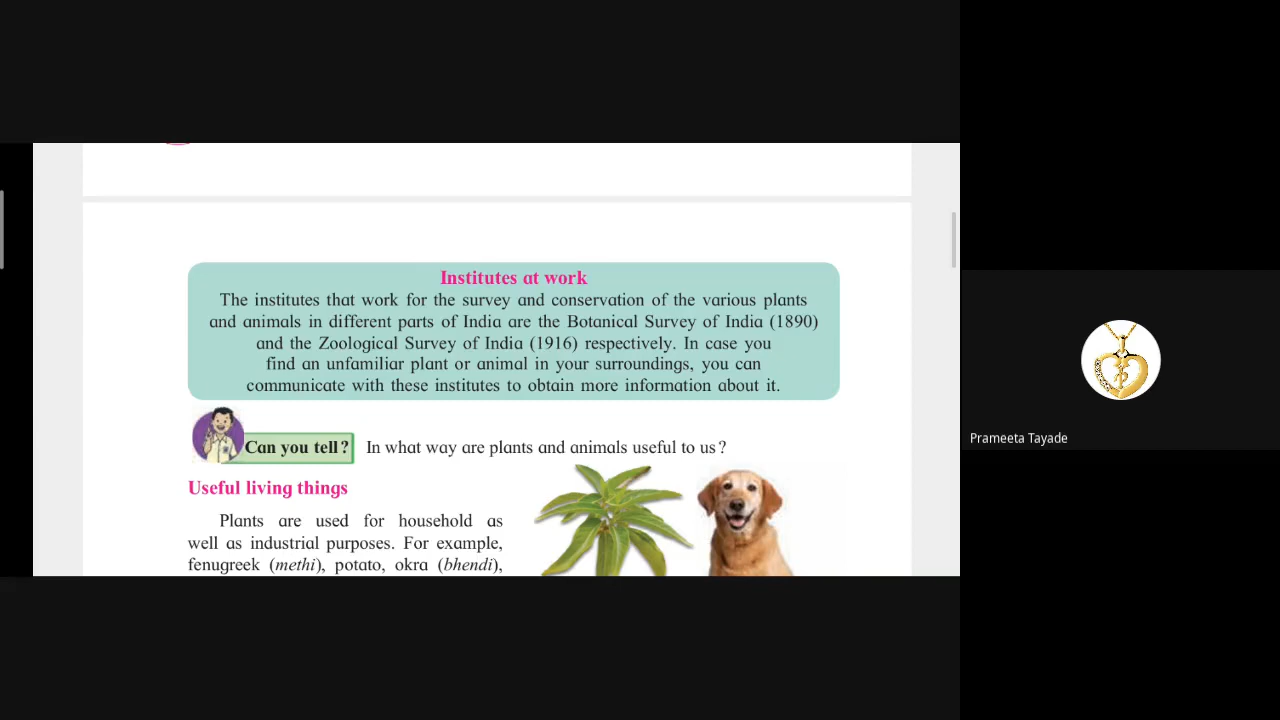 Institutes at work
The institutes that work for the survey and conservation of the various plants
and animals in different parts of India are the Botanical Survey of India (1890)
and the Zoological Survey of India (1916) respectively. In case you
find an unfamiliar plant or animal in your surroundings, you can
communicate with these institutes to obtain more information about it.
Can you tell? In what way are plants and animals useful to us?
Useful living things
Plants are used for household as
well as industrial purposes. For example,
fenugreek (methi), potato, okra (bhendi),
Prameeta Tayade